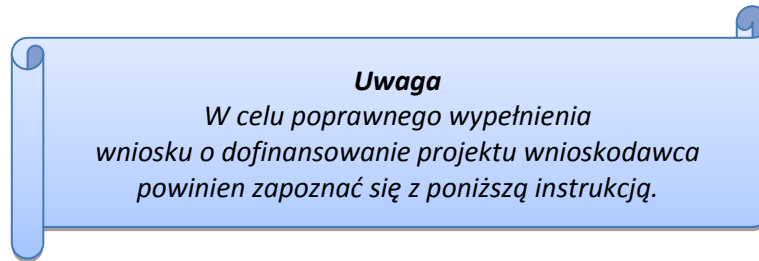 Uwaga
W celu poprawnego wypełnienia
wniosku o dofinansowanie projektu wnioskodawca
powinien zapoznać się z poniższą instrukcją.